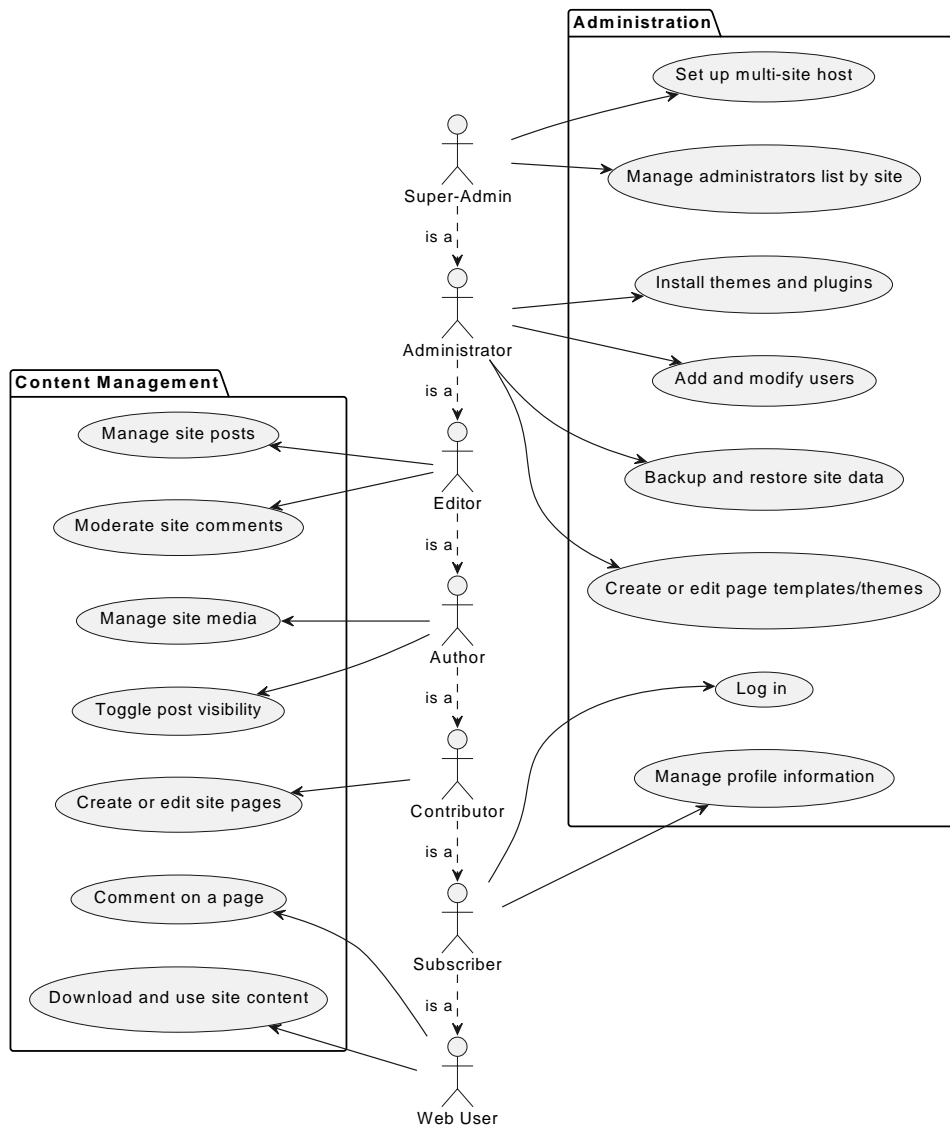 Administration
Set up multi-site host
Manage administrators list by site
Super-Admin
is a
Install themes and plugins
Administrator
Add and modify users
Content Management
is a
Manage site posts
Backup and restore site data
Editor
Moderate site comments
is a
Create or edit page templates/themes
Manage site media
Author
Log in
is a
Toggle post visibility
Manage profile information
Create or edit site pages
Contributor
is a
Comment on a page
Subscriber
Download and use site content
is a
Web User